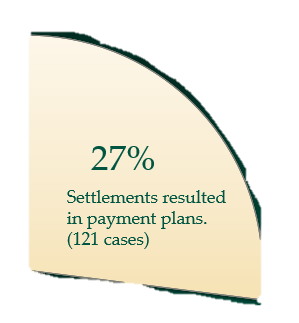 27%
Settlements resulted
in payment plans.
(121 cases)